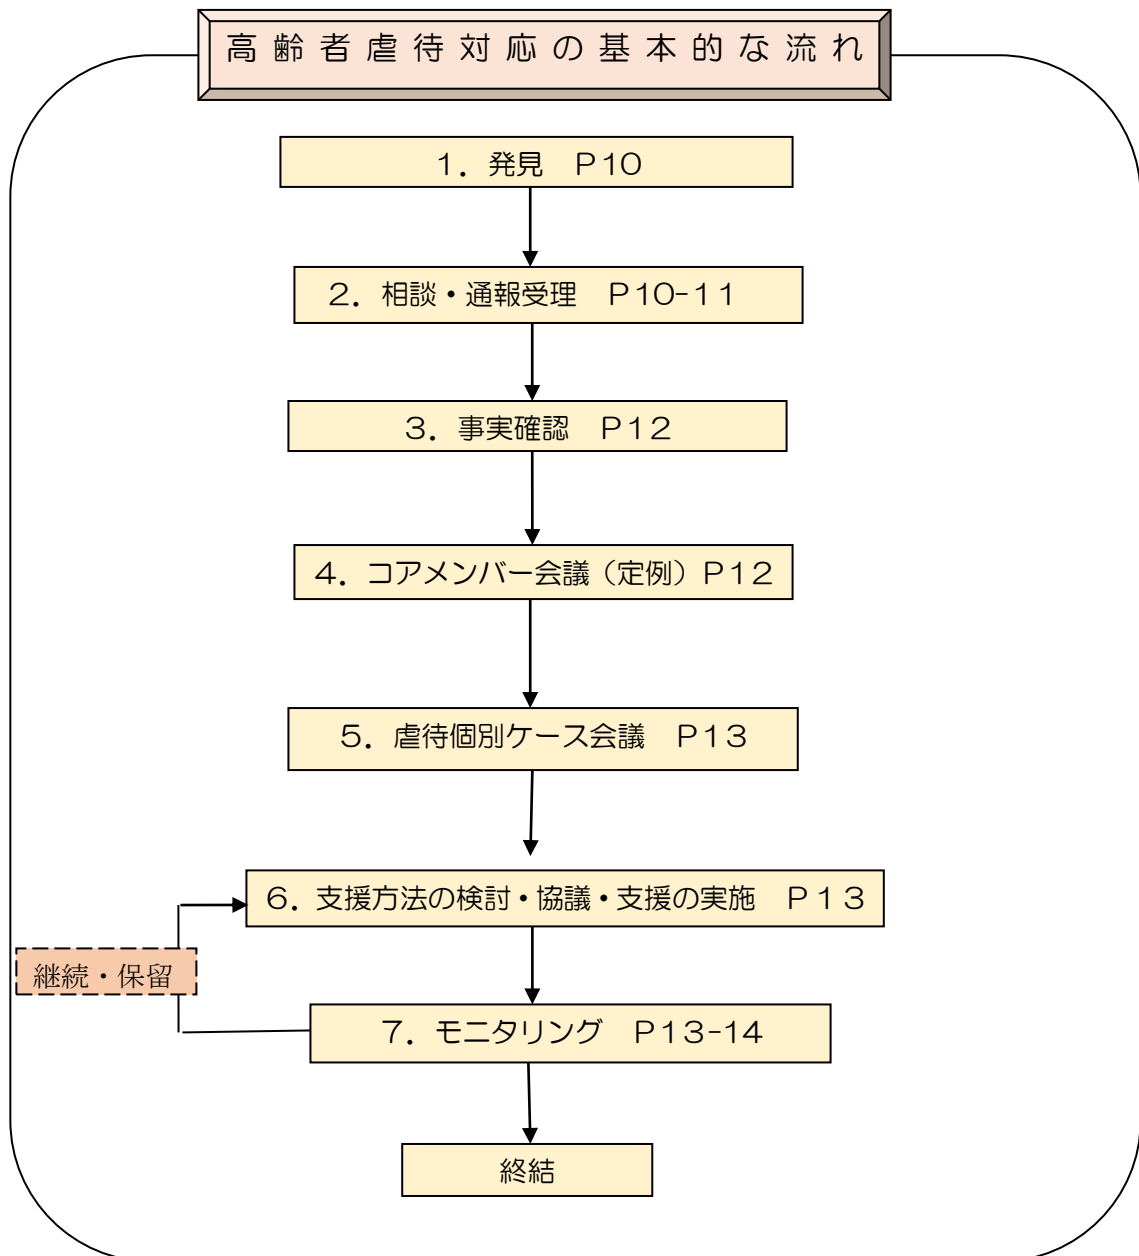 高齢者虐待対応の基本的な流れ
1.発見 P10
2.相談・通報受理 P10-11
3.事実確認 P12
4.コアメンバー会議(定例)P12
5.虐待個別ケース会議 P13
6.支援方法の検討・協議・支援の実施 P13
継続・保留
7.モニタリング P13-14
終結